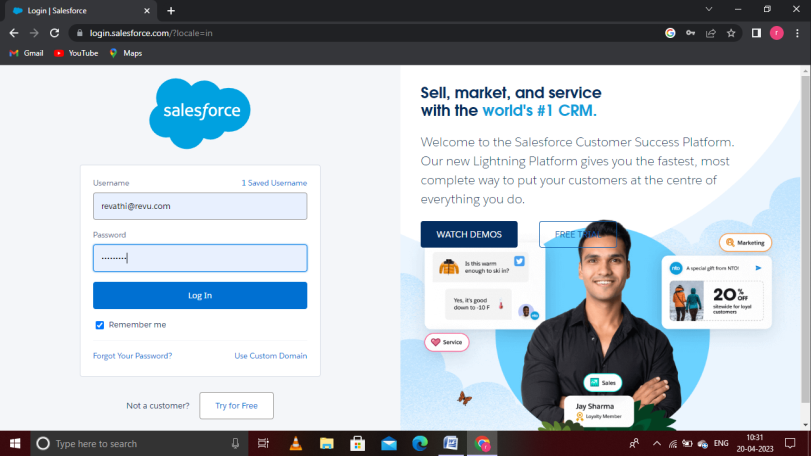 Login | Salesforce
login.salesforce.com/?locale=in
r
Gmail
YouTube
Maps
salesforce
Username
1 Saved Username
revathi@revu.com
Password
Log In
Remember me
Forgot Your Password?
Use Custom Domain
Not a customer?
Try for Free
Sell, market, and service
with the world's #1 CRM.
Welcome to the Salesforce Customer Success Platform.
Our new Lightning Platform gives you the fastest, most
complete way to put your customers at the centre of
everything you do.
WATCH DEMOS
FREE TRIAL
Marketing
Is this warm
enough to ski in?
Yes, it's good
down to -10 F
Service
A special gift from NTO!
20% OFF
sitewide for loyal
customers
Sales
Jay Sharma
Loyalty Member
Type here to search
ENG
10:31
20-04-2023